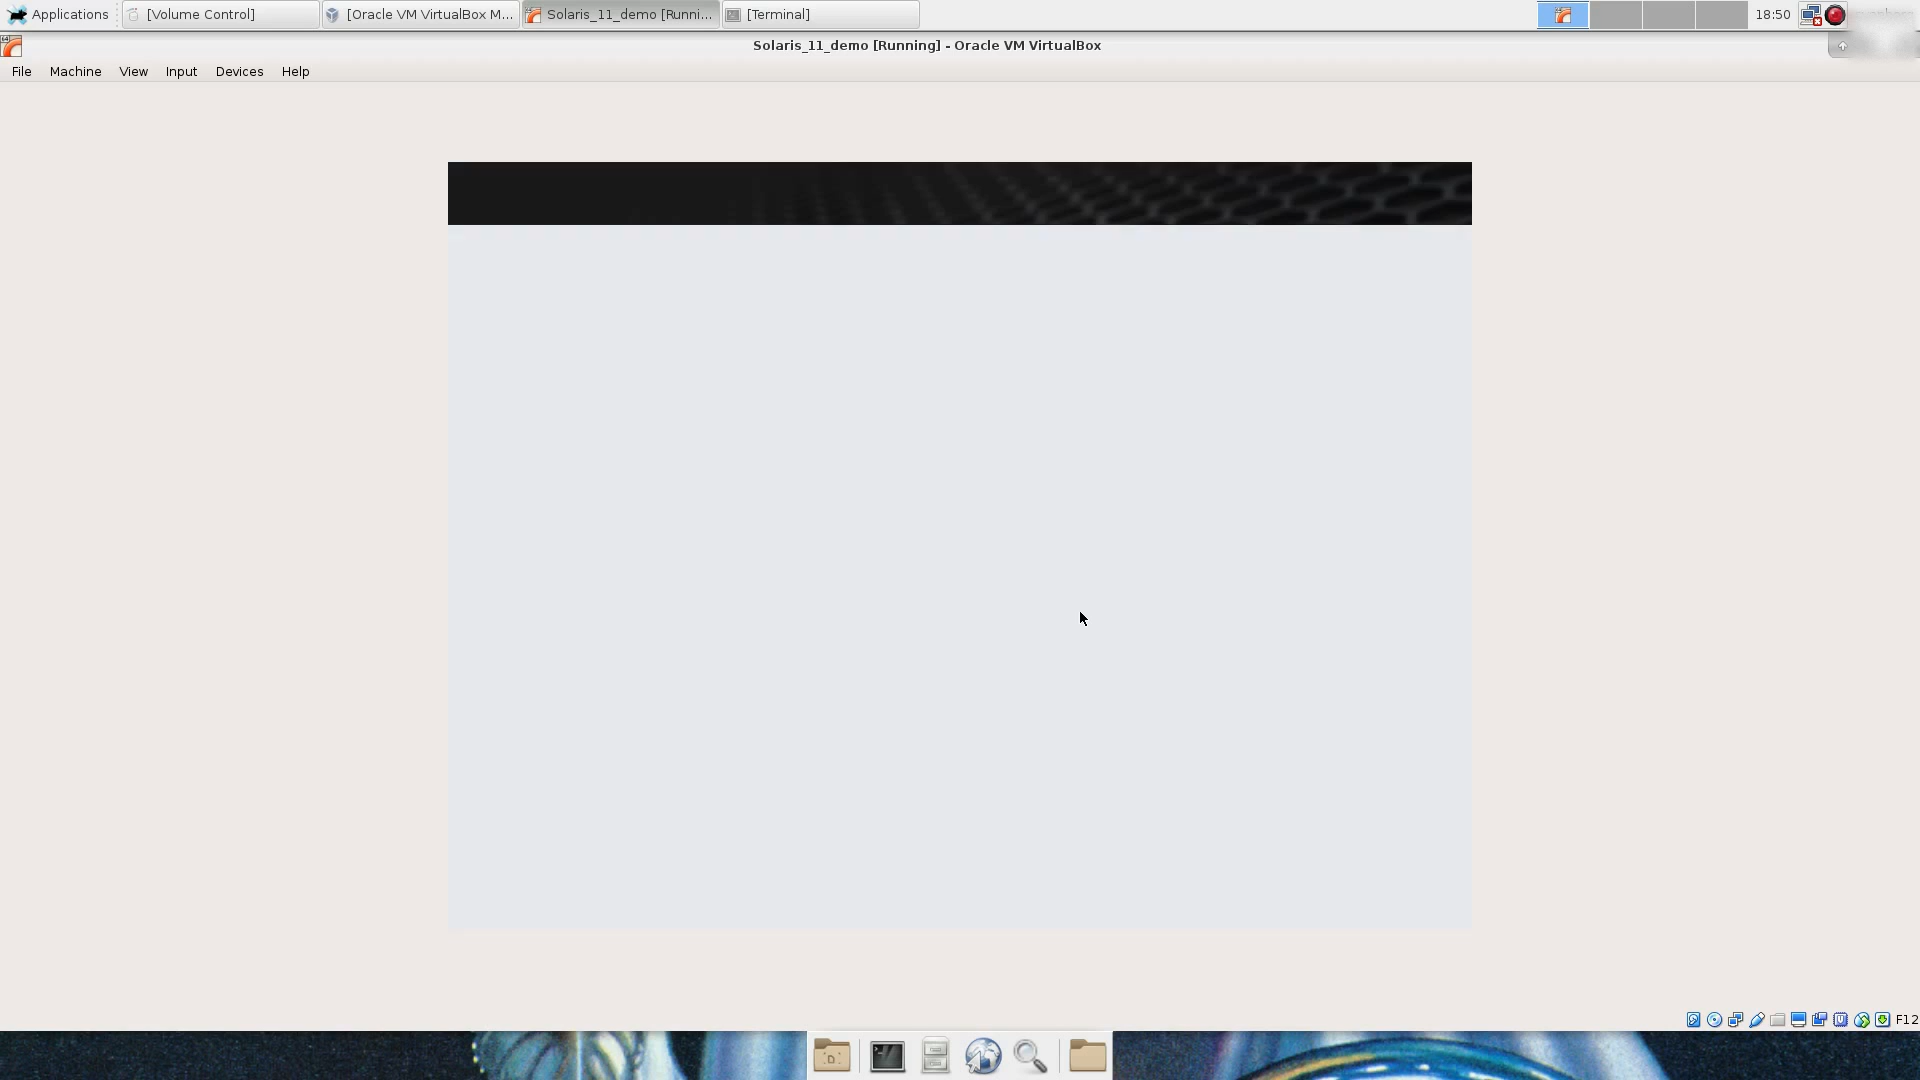 Applications [Volume Control] [Oracle VM VirtualBox M... Solaris_11_demo [Runni... [Terminal] 18:50
Solaris_11_demo [Running] - Oracle VM VirtualBox
File Machine View Input Devices Help
F12